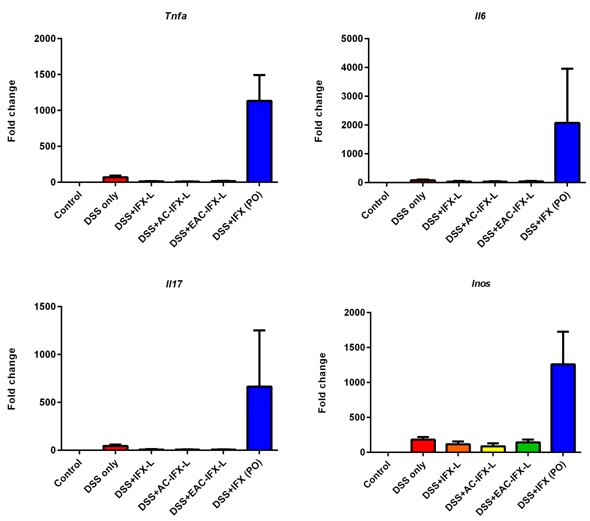 Tnfa
Fold change
2000
1500
1000
500
0
Control
DSS only
DSS+IFX-L
DSS+AC-IFX-L
DSS+EAC-IFX-L
DSS+IFX (PO)
Il6
Fold change
5000
4000
3000
2000
1000
0
Control
DSS only
DSS+IFX-L
DSS+AC-IFX-L
DSS+EAC-IFX-L
DSS+IFX (PO)
Il17
Fold change
1500
1000
500
0
Control
DSS only
DSS+IFX-L
DSS+AC-IFX-L
DSS+EAC-IFX-L
DSS+IFX (PO)
Inos
Fold change
2000
1500
1000
500
0
Control
DSS only
DSS+IFX-L
DSS+AC-IFX-L
DSS+EAC-IFX-L
DSS+IFX (PO)